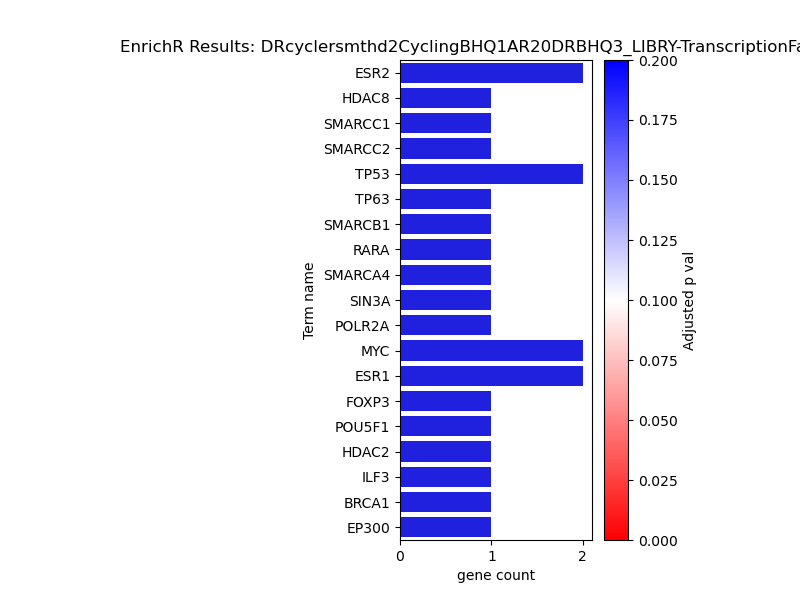 EnrichR Results: DRcyclersmthd2CyclingBHQ1AR20DRBHQ3_LIBRY-TranscriptionFa
ESR2
HDAC8
SMARCC1
SMARCC2
TP53
TP63
SMARCB1
RARA
SMARCA4
SIN3A
POLR2A
MYC
ESR1
FOXP3
POU5F1
HDAC2
ILF3
BRCA1
EP300
Term name
0 1 2
gene count
0.200
0.175
0.150
0.125
0.100
0.075
0.050
0.025
0.000
Adjusted p val